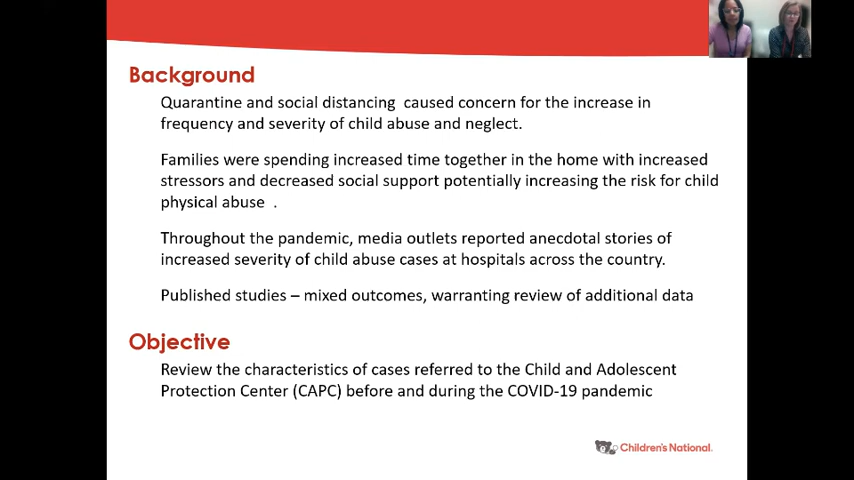 Background
Quarantine and social distancing caused concern for the increase in
frequency and severity of child abuse and neglect.
Families were spending increased time together in the home with increased
stressors and decreased social support potentially increasing the risk for child
physical abuse .
Throughout the pandemic, media outlets reported anecdotal stories of
increased severity of child abuse cases at hospitals across the country.
Published studies – mixed outcomes, warranting review of additional data
Objective
Review the characteristics of cases referred to the Child and Adolescent
Protection Center (CAPC) before and during the COVID-19 pandemic
Children's National.